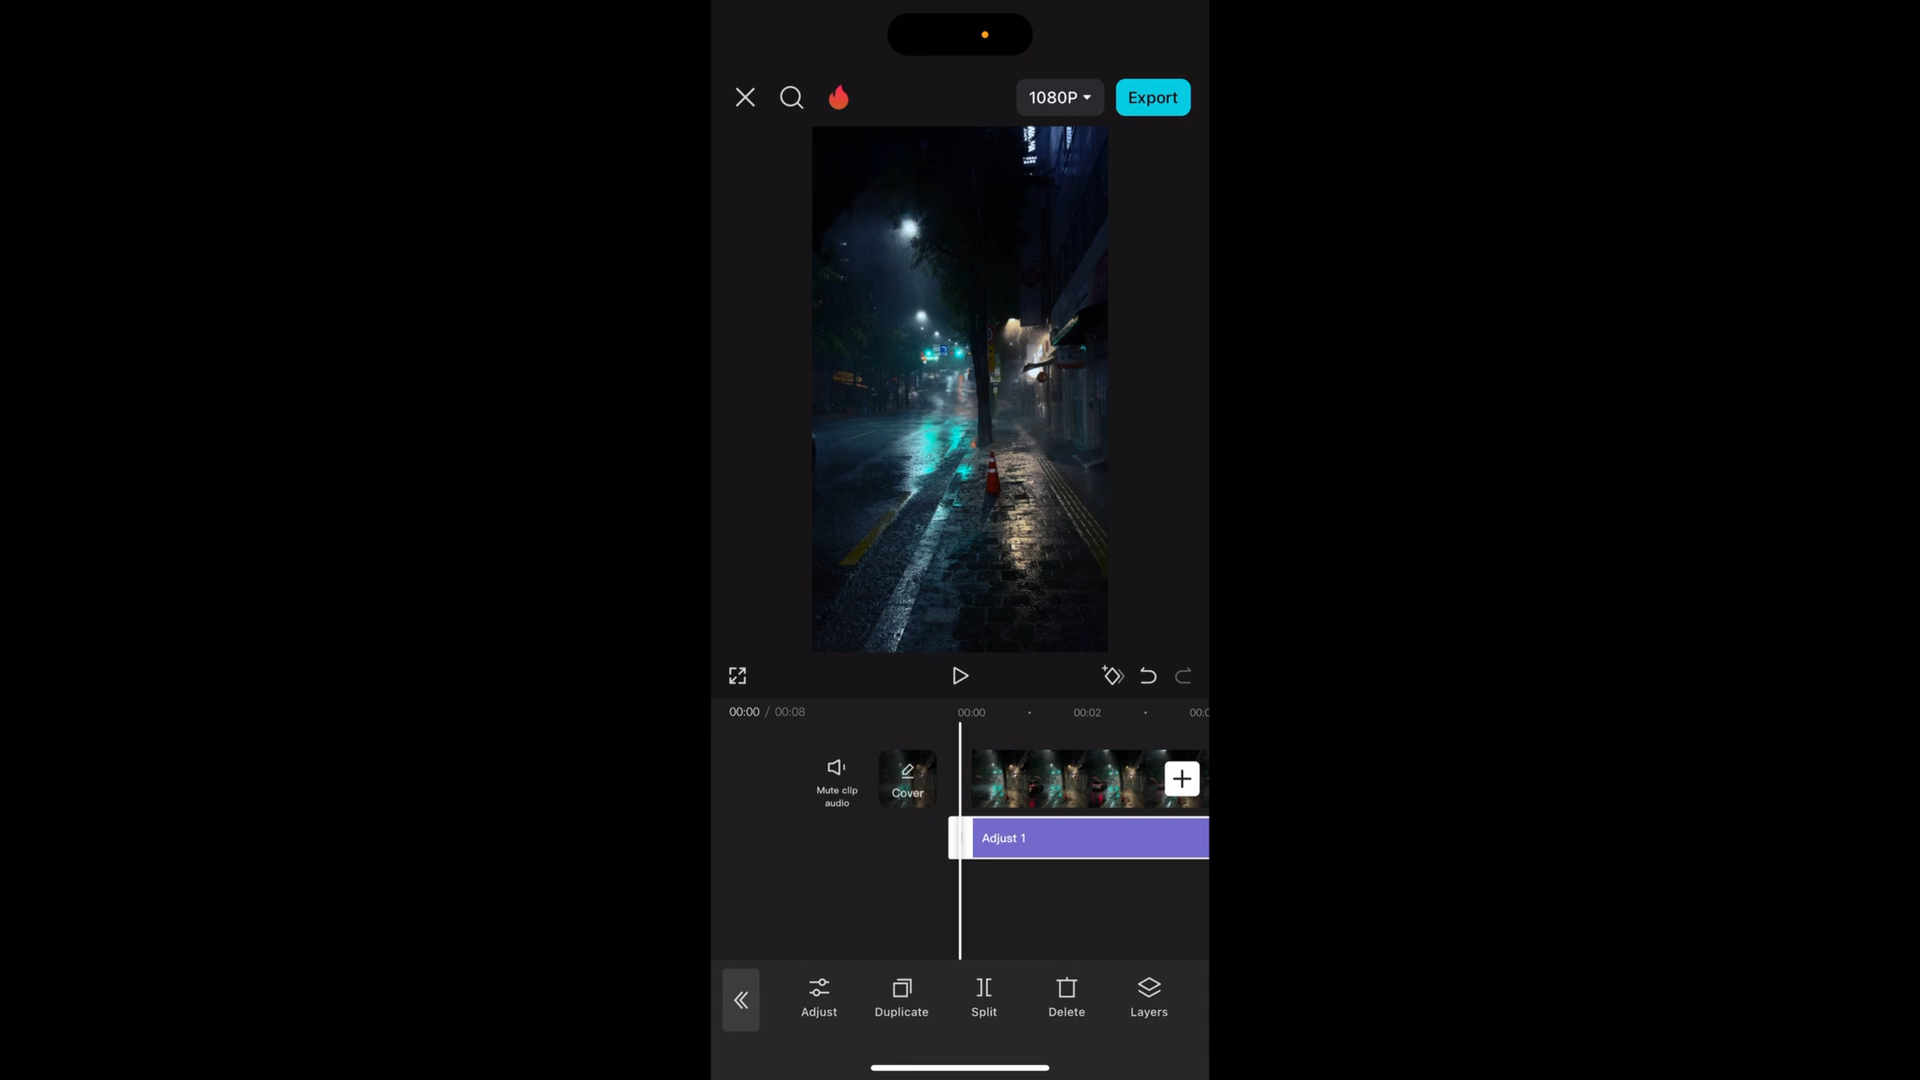 1080P
Export
00:00 / 00:08
00:00
00:02
Mute clip
audio
Cover
Adjust 1
Adjust
Duplicate
Split
Delete
Layers